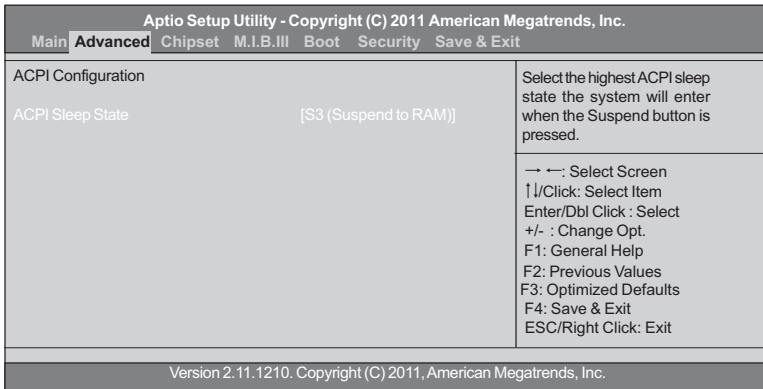 Aptio Setup Utility - Copyright (C) 2011 American Megatrends, Inc.
Main Advanced Chipset M.I.B.III Boot Security Save & Exit
ACPI Configuration
ACPI Sleep State [S3 (Suspend to RAM)]
Select the highest ACPI sleep
state the system will enter
when the Suspend button is
pressed.
→ ←: Select Screen
↑↓/Click: Select Item
Enter/Dbl Click : Select
+/- : Change Opt.
F1: General Help
F2: Previous Values
F3: Optimized Defaults
F4: Save & Exit
ESC/Right Click: Exit
Version 2.11.1210. Copyright (C) 2011, American Megatrends, Inc.